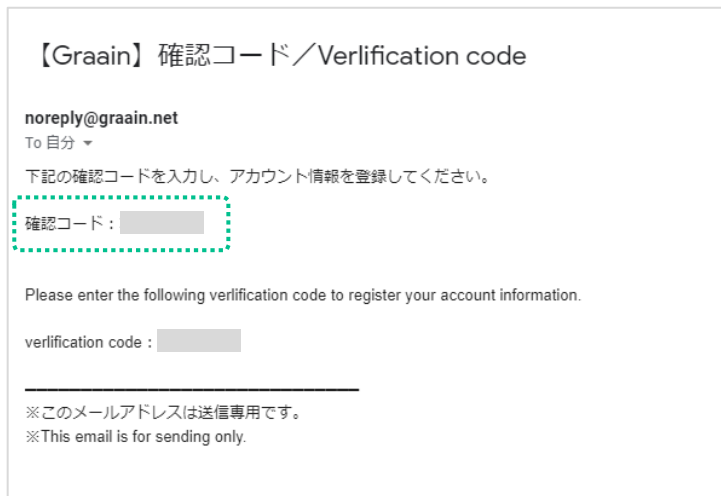 【Graain】確認コード／Verlification code
noreply@graain.net
To 自分
下記の確認コードを入力し、アカウント情報を登録してください。
確認コード：
Please enter the following verlification code to register your account information.
verlification code：
※このメールアドレスは送信専用です。
※This email is for sending only.